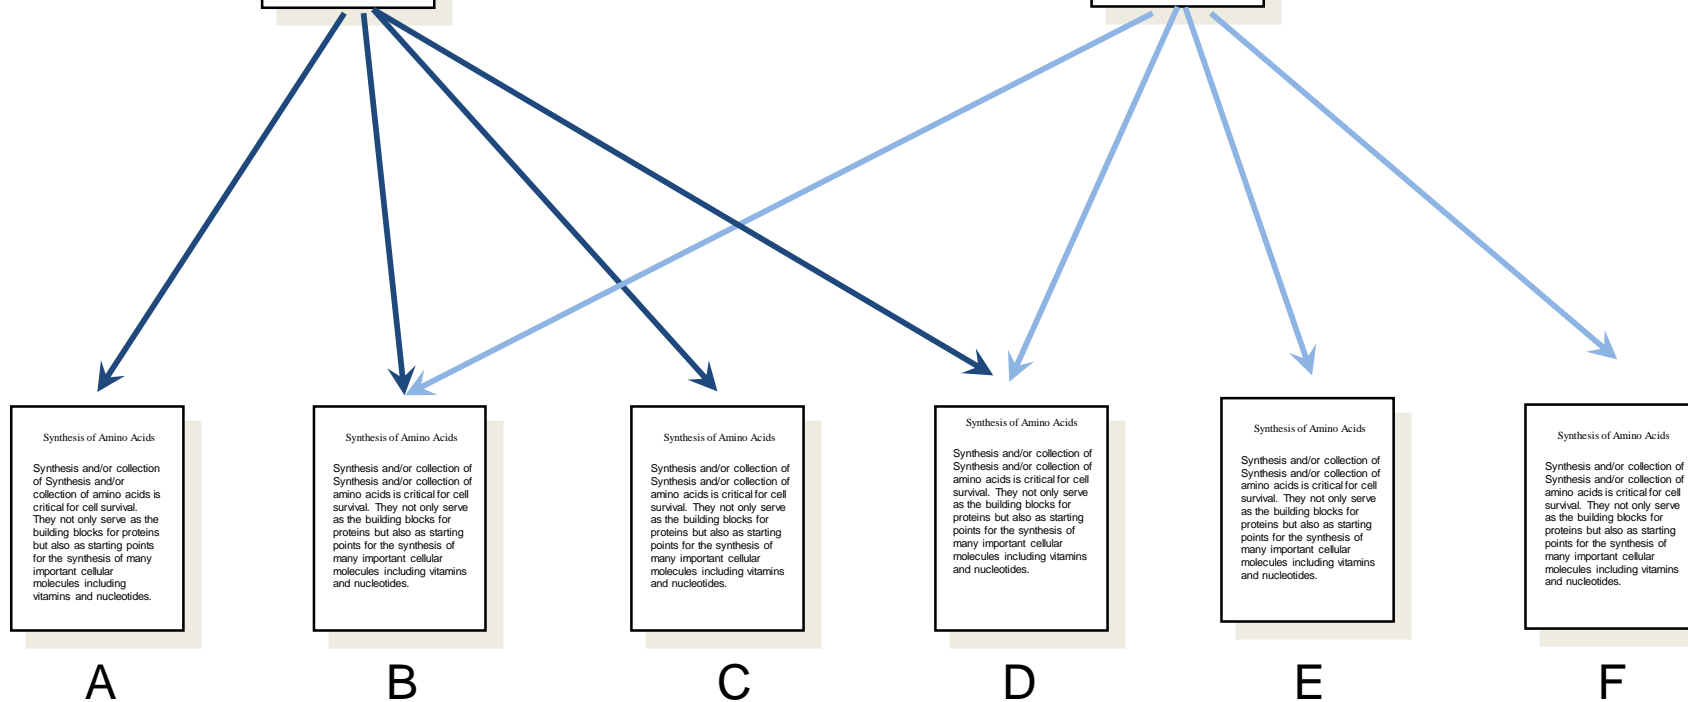 Synthesis of Amino Acids
Synthesis and/or collection
of Synthesis and/or
collection of amino acids is
critical for cell survival.
They not only serve as the
building blocks for proteins
but also as starting points
for the synthesis of many
important cellular
molecules including
vitamins and nucleotides.
A
Synthesis of Amino Acids
Synthesis and/or collection of
Synthesis and/or collection of
amino acids is critical for cell
survival. They not only serve
as the building blocks for
proteins but also as starting
points for the synthesis of
many important cellular
molecules including vitamins
and nucleotides.
B
Synthesis of Amino Acids
Synthesis and/or collection of
Synthesis and/or collection of
amino acids is critical for cell
survival. They not only serve
as the building blocks for
proteins but also as starting
points for the synthesis of
many important cellular
molecules including vitamins
and nucleotides.
C
Synthesis of Amino Acids
Synthesis and/or collection of
Synthesis and/or collection of
amino acids is critical for cell
survival. They not only serve
as the building blocks for
proteins but also as starting
points for the synthesis of
many important cellular
molecules including vitamins
and nucleotides.
D
Synthesis of Amino Acids
Synthesis and/or collection of
Synthesis and/or collection of
amino acids is critical for cell
survival. They not only serve
as the building blocks for
proteins but also as starting
points for the synthesis of
many important cellular
molecules including vitamins
and nucleotides.
E
Synthesis of Amino Acids
Synthesis and/or collection of
Synthesis and/or collection of
amino acids is critical for cell
survival. They not only serve
as the building blocks for
proteins but also as starting
points for the synthesis of
many important cellular
molecules including vitamins
and nucleotides.
F